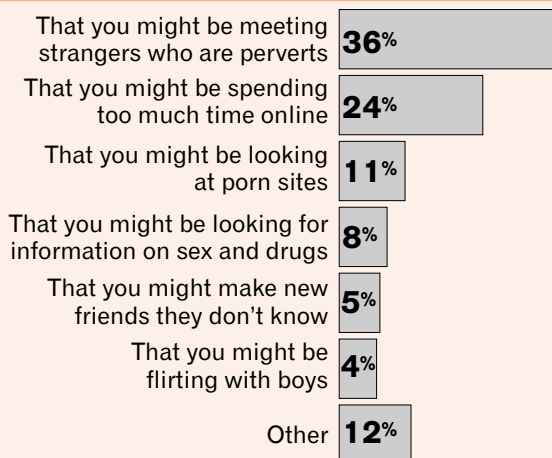 That you might be meeting
strangers who are perverts 36%
That you might be spending
too much time online 24%
That you might be looking
at porn sites 11%
That you might be looking for
information on sex and drugs 8%
That you might make new
friends they don’t know 5%
That you might be
flirting with boys 4%
Other 12%